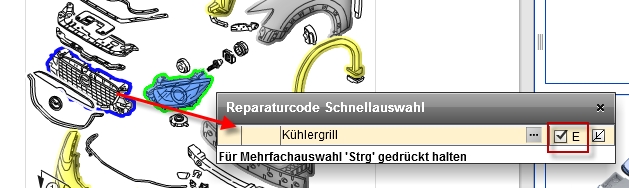 Reparaturcode Schnellauswahl
Kühlergrill ... E
Für Mehrfachauswahl 'Strg' gedrückt halten